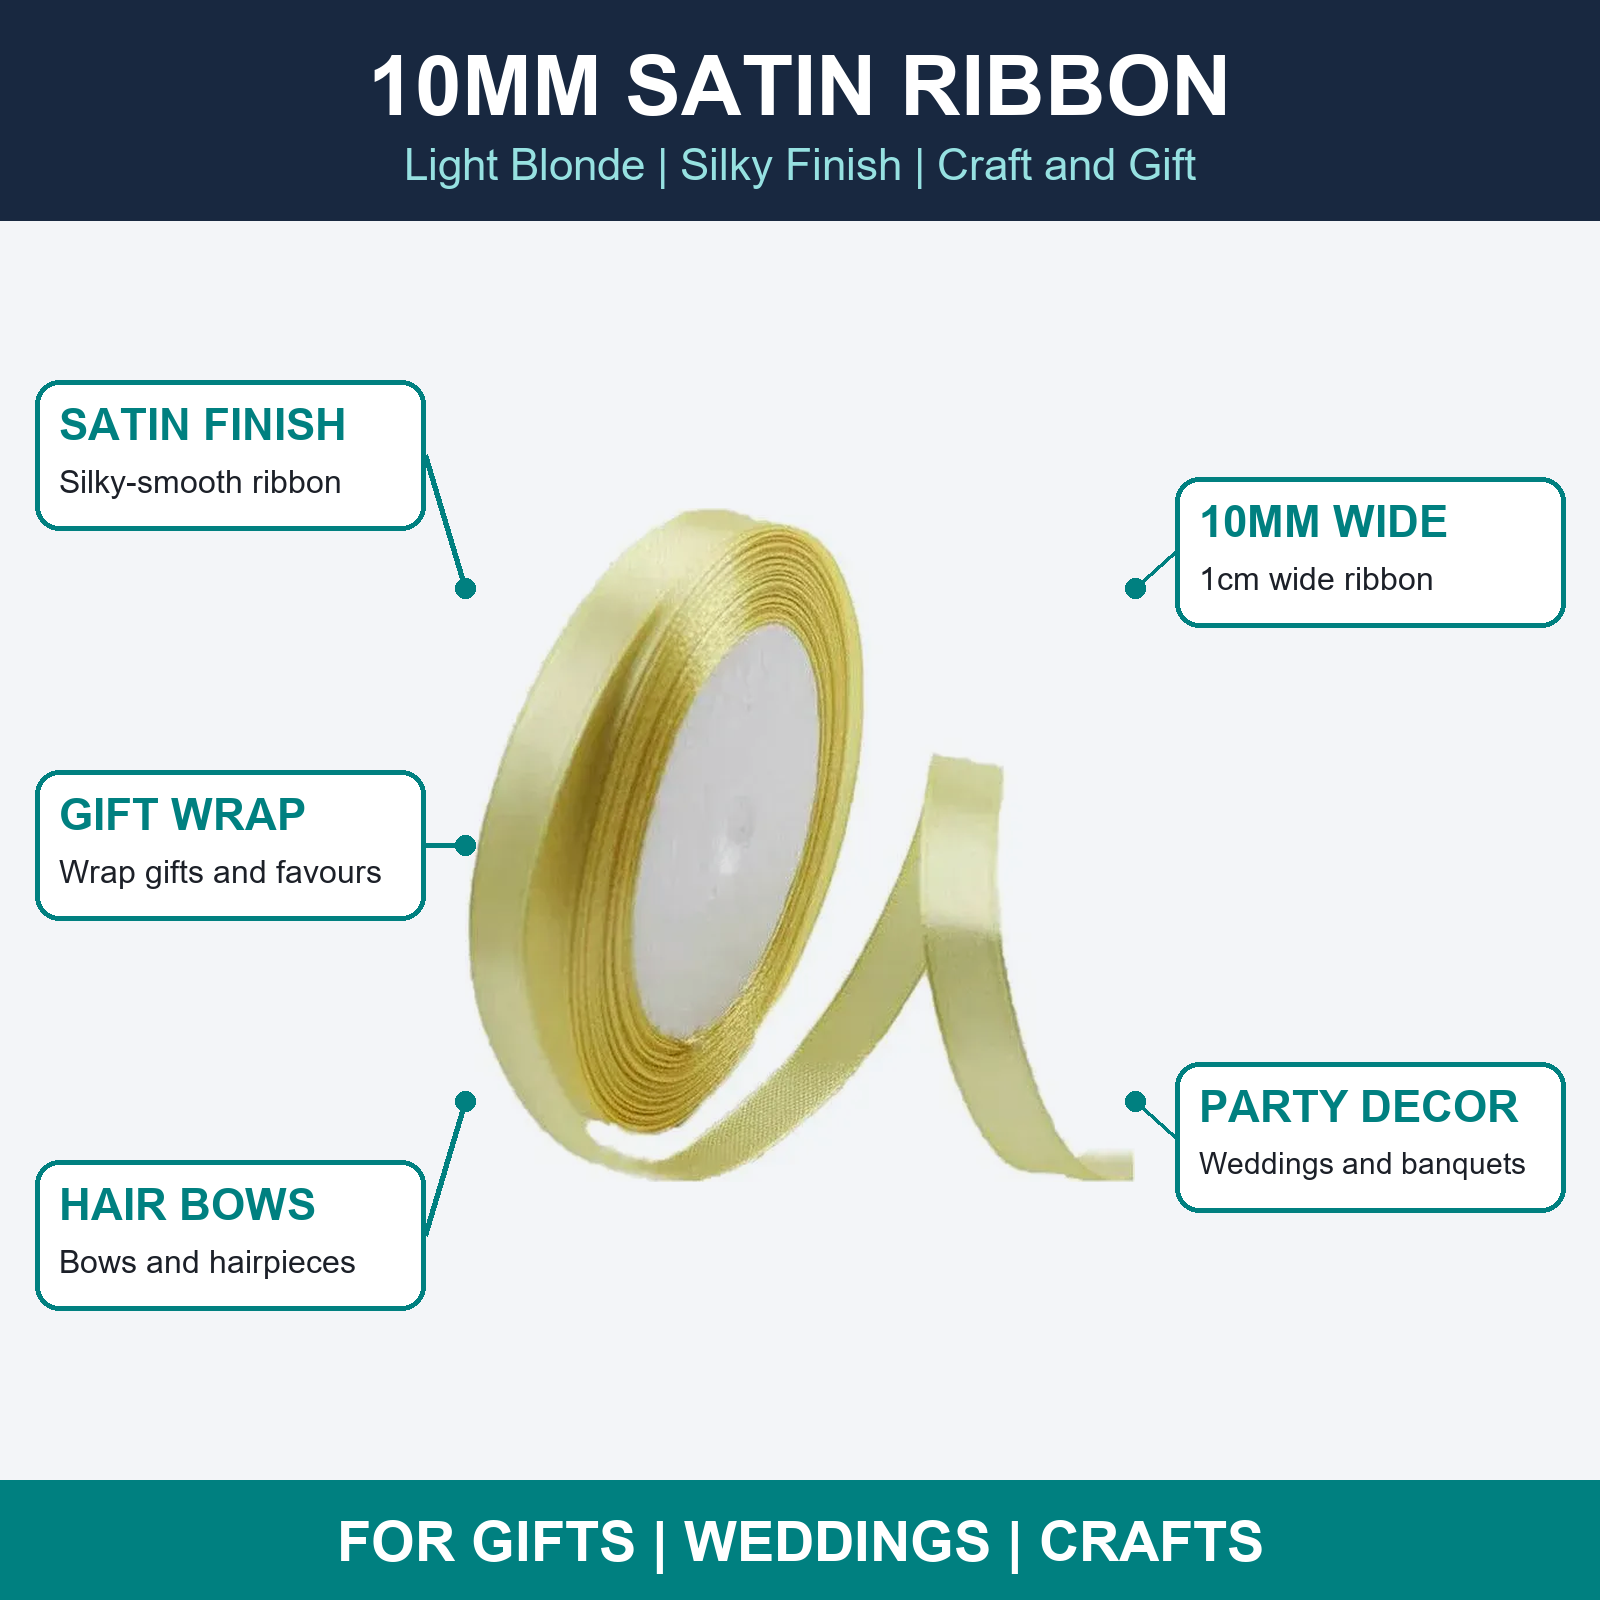 10MM SATIN RIBBON
Light Blonde | Silky Finish | Craft and Gift
SATIN FINISH
Silky-smooth ribbon
10MM WIDE
1cm wide ribbon
GIFT WRAP
Wrap gifts and favours
PARTY DECOR
Weddings and banquets
HAIR BOWS
Bows and hairpieces
FOR GIFTS | WEDDINGS | CRAFTS